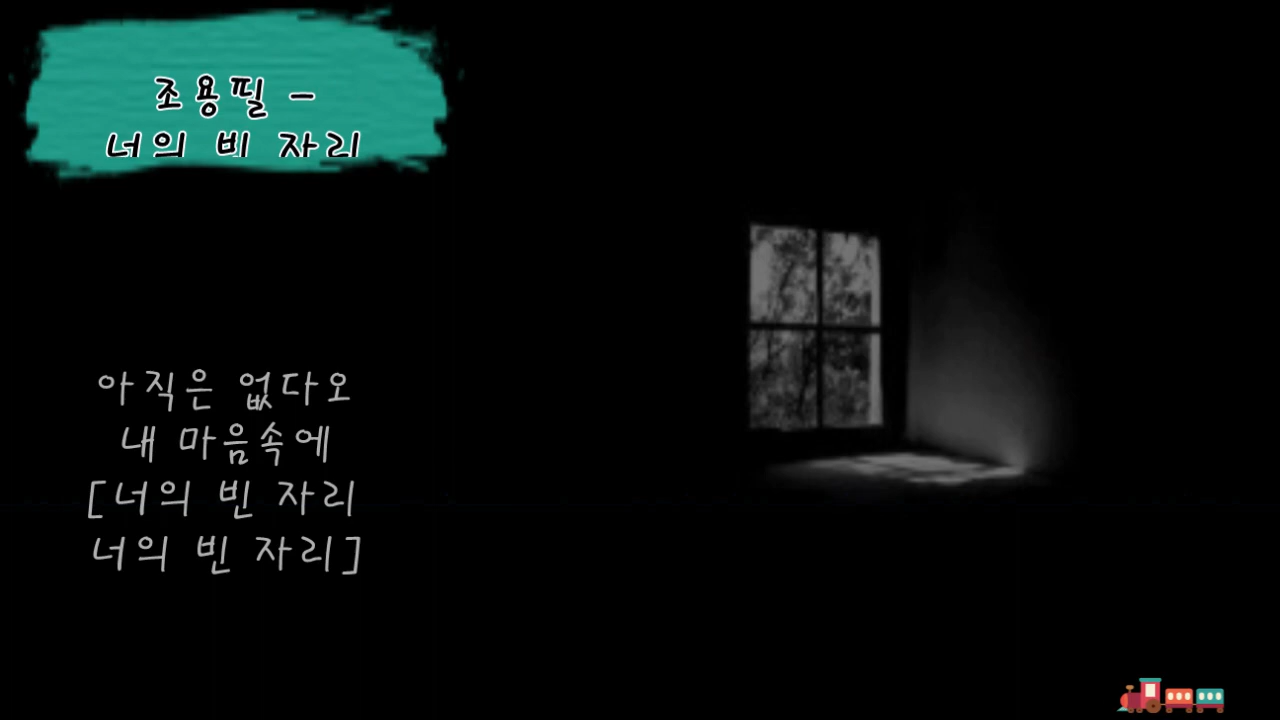 조용필 -
너의 빈 자리
아직은 없다오
내 마음속에
[너의 빈 자리
너의 빈 자리]